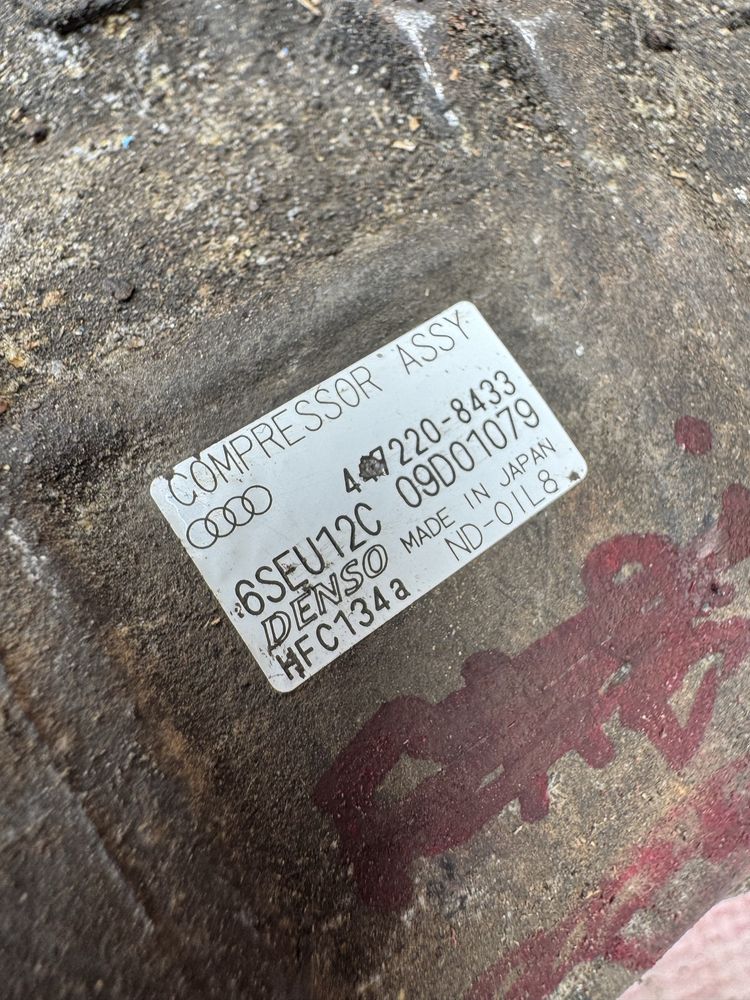 COMPRESSOR ASSY
447220-8433
6SEU12C 09D01079
DENSO MADE IN JAPAN
HFC134a ND-OIL8